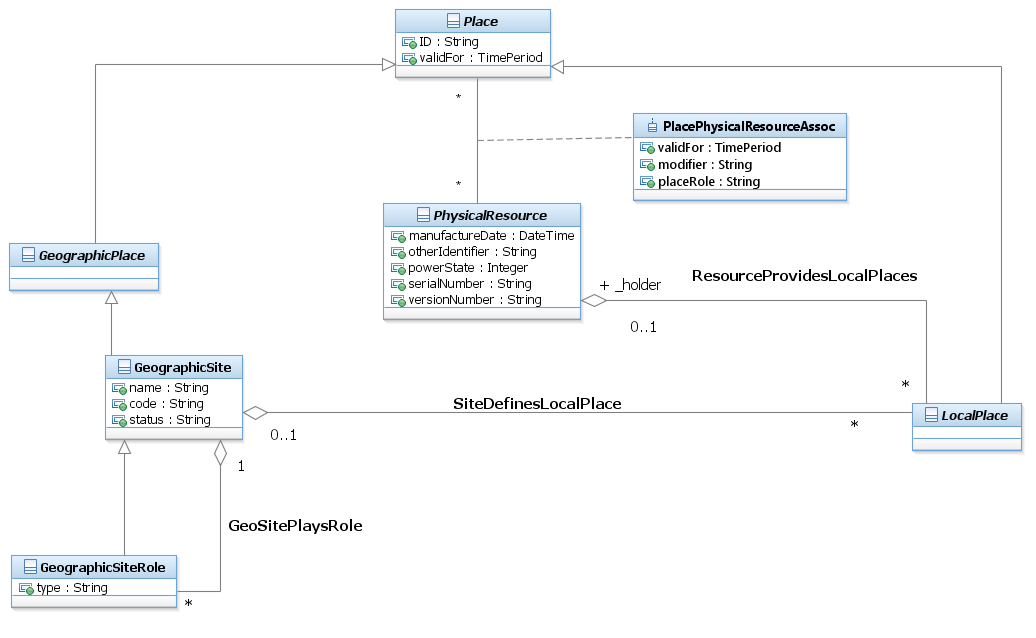 Place
ID : String
validFor : TimePeriod
*
PlacePhysicalResourceAssoc
validFor : TimePeriod
modifier : String
placeRole : String
*
PhysicalResource
manufactureDate : DateTime
otherIdentifier : String
powerState : Integer
serialNumber : String
versionNumber : String
GeographicPlace
+ _holder
ResourceProvidesLocalPlaces
0..1
GeographicSite
name : String
code : String
status : String
SiteDefinesLocalPlace
0..1
*
*
LocalPlace
1
GeoSitePlaysRole
GeographicSiteRole
type : String
*